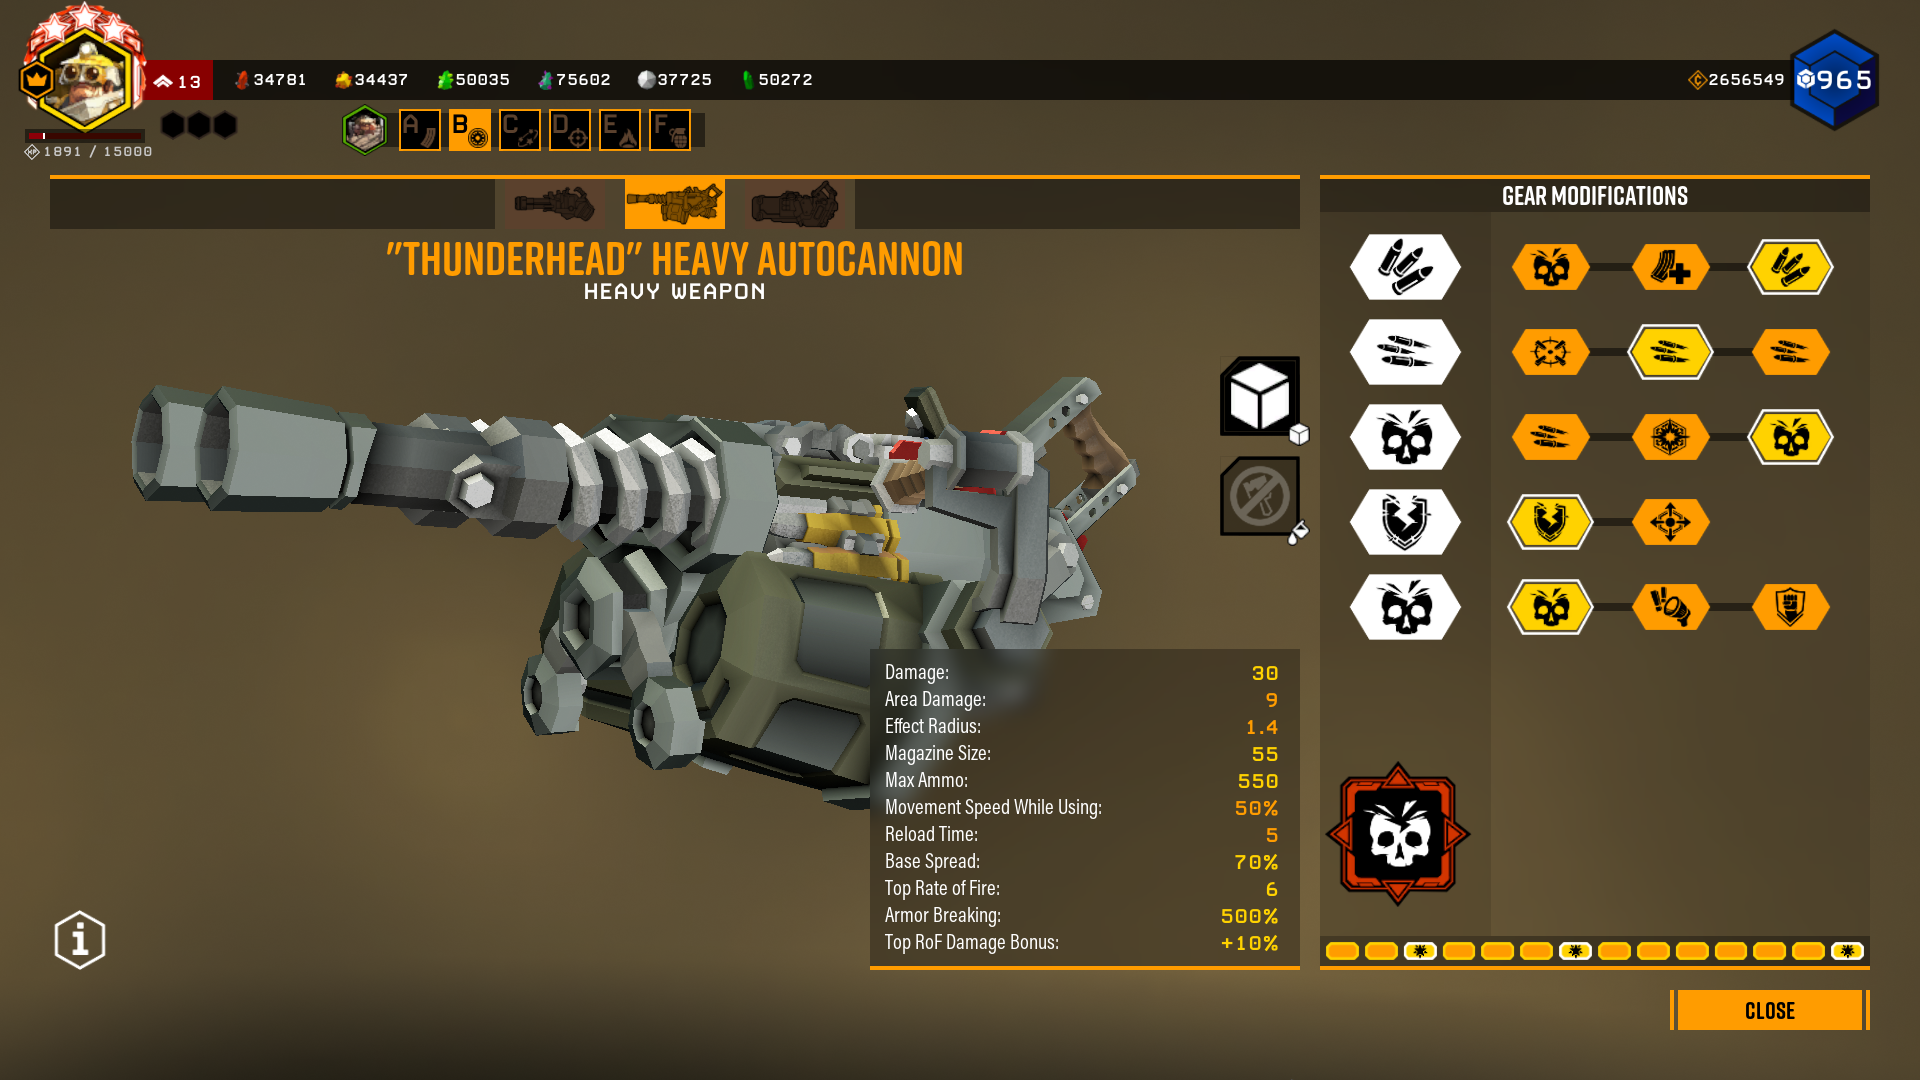 13
34781
34437
50035
75602
37725
50272
2656549
965
1891 / 15000
A
B
C
D
E
F
"THUNDERHEAD" HEAVY AUTOCANNON
HEAVY WEAPON
GEAR MODIFICATIONS
Damage: 30
Area Damage: 9
Effect Radius: 1.4
Magazine Size: 55
Max Ammo: 550
Movement Speed While Using: 50%
Reload Time: 5
Base Spread: 70%
Top Rate of Fire: 6
Armor Breaking: 500%
Top RoF Damage Bonus: +10%
CLOSE